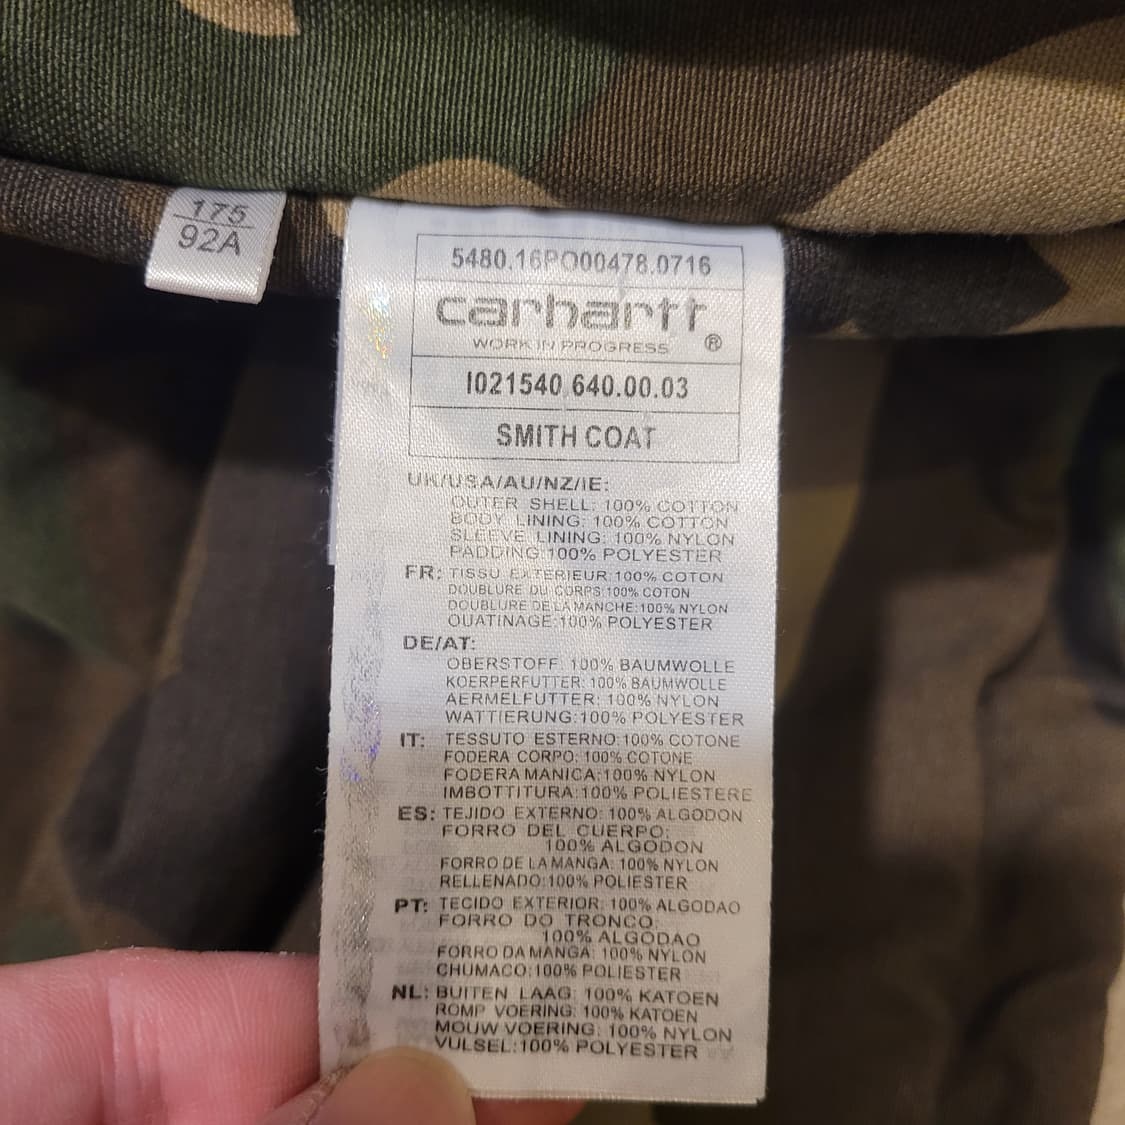 175
92A
5480.16PO00478.0716
carhartt
WORK IN PROGRESS ®
I021540 640.00.03
SMITH COAT
UK/USA/AU/NZ/IE:
OUTER SHELL: 100% COTTON
BODY LINING: 100% COTTON
SLEEVE LINING: 100% NYLON
PADDING:100% POLYESTER
FR: TISSU EXTERIEUR:100% COTON
DOUBLURE DU CORPS:100% COTON
DOUBLURE DE LA MANCHE:100% NYLON
OUATINAGE:100% POLYESTER
DE/AT:
OBERSTOFF: 100% BAUMWOLLE
KOERPERFUTTER: 100% BAUMWOLLE
AERMELFUTTER: 100% NYLON
WATTIERUNG:100% POLYESTER
IT: TESSUTO ESTERNO:100% COTONE
FODERA CORPO: 100% COTONE
FODERA MANICA:100% NYLON
IMBOTTITURA:100% POLIESTERE
ES: TEJIDO EXTERNO: 100% ALGODON
FORRO DEL CUERPO:
100% ALGODON
FORRO DE LA MANGA: 100% NYLON
RELLENADO:100% POLIESTER
PT: TECIDO EXTERIOR: 100% ALGODAO
FORRO DO TRONCO:
100% ALGODAO
FORRO DA MANGA: 100% NYLON
CHUMACO:100% POLIESTER
NL: BUITEN LAAG: 100% KATOEN
ROMP VOERING: 100% KATOEN
MOUW VOERING: 100% NYLON
VULSEL:100% POLYESTER